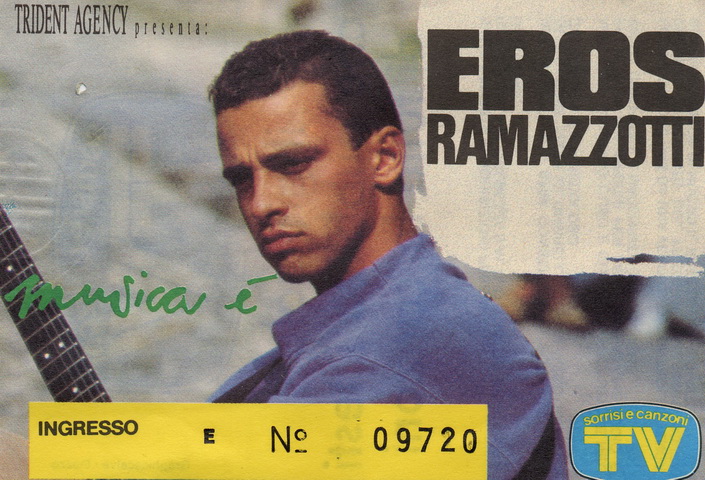 TRIDENT AGENCY presenta:
EROS
RAMAZZOTTI
musica è
INGRESSO E Nº 09720
sorrisi e canzoni
TV